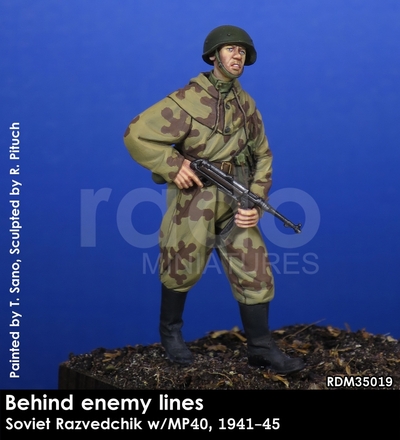 Painted by T. Sano, Sculpted by R. Pituch
rado
MINIATURES
RDM35019
Behind enemy lines
Soviet Razvedchik w/MP40, 1941-45